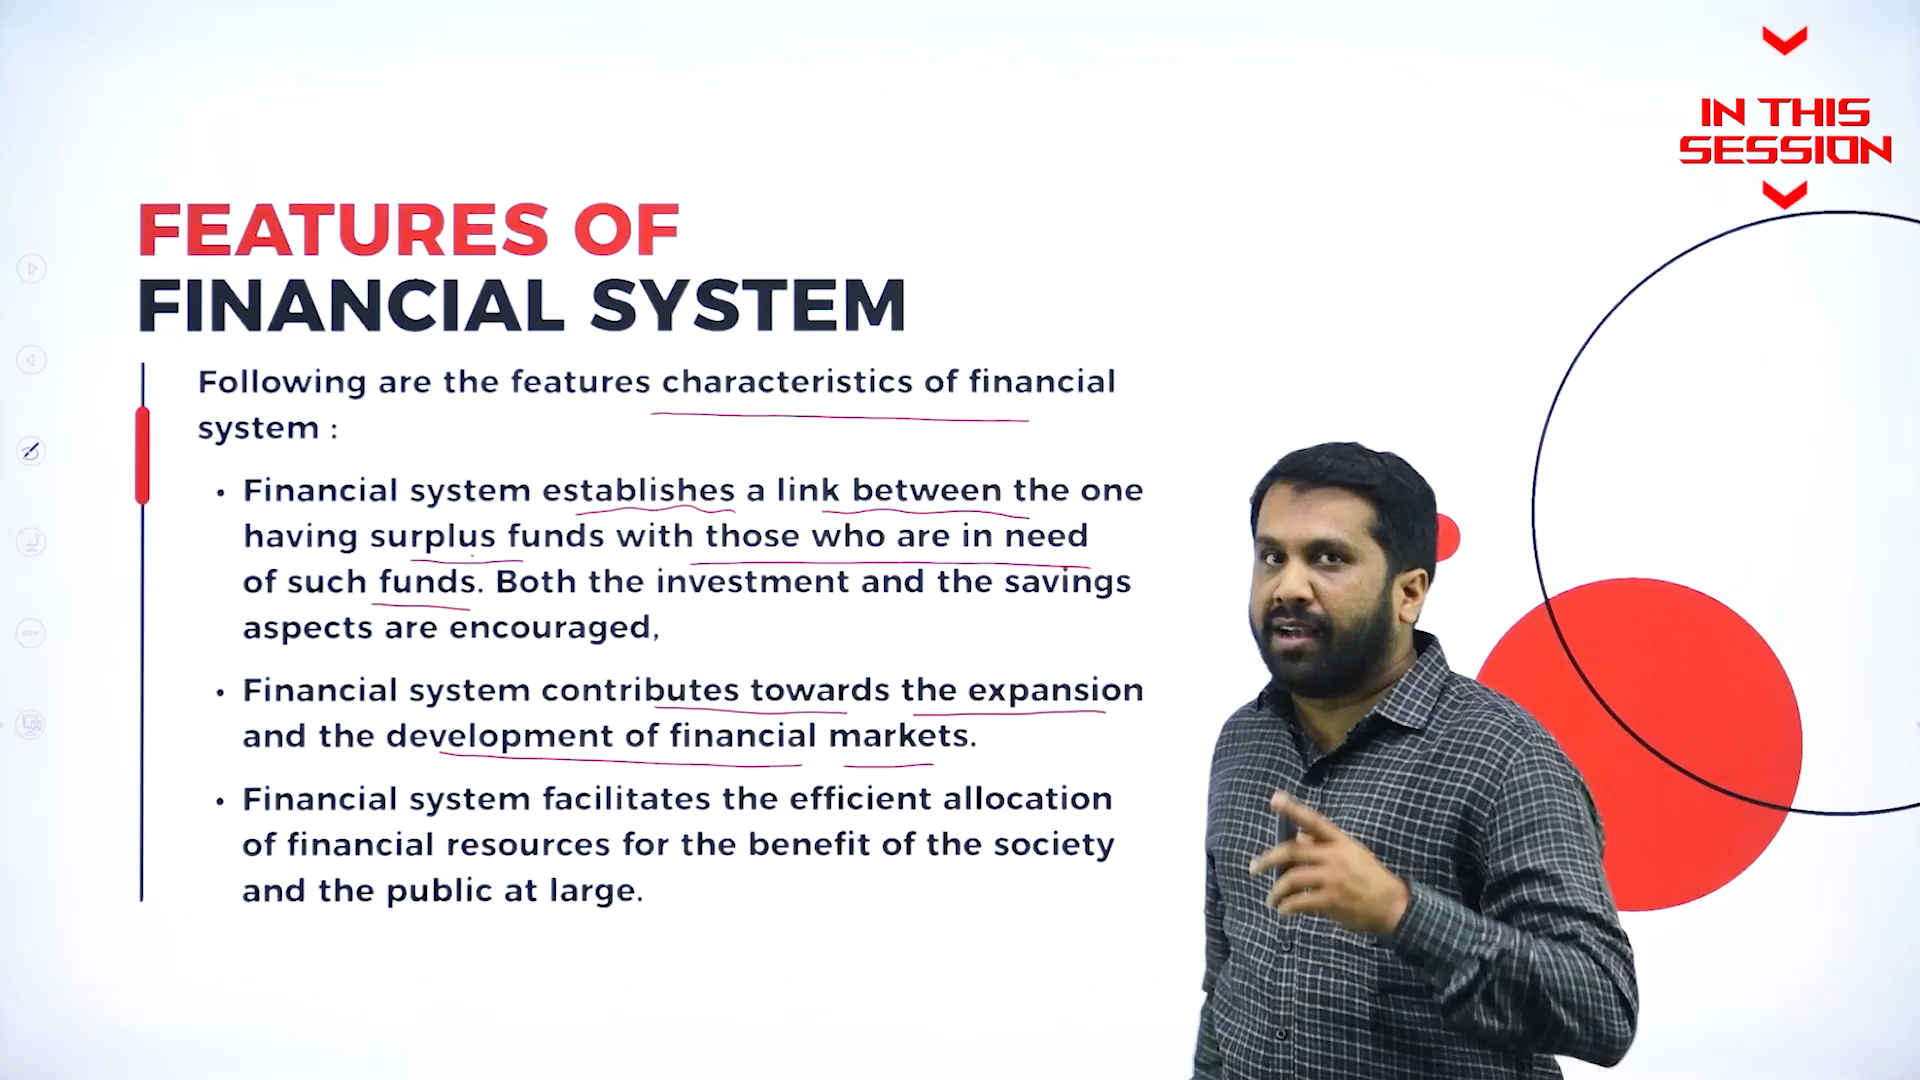 IN THIS
SESSION
FEATURES OF
FINANCIAL SYSTEM
Following are the features characteristics of financial
system :
• Financial system establishes a link between the one
having surplus funds with those who are in need
of such funds. Both the investment and the savings
aspects are encouraged,
• Financial system contributes towards the expansion
and the development of financial markets.
• Financial system facilitates the efficient allocation
of financial resources for the benefit of the society
and the public at large.